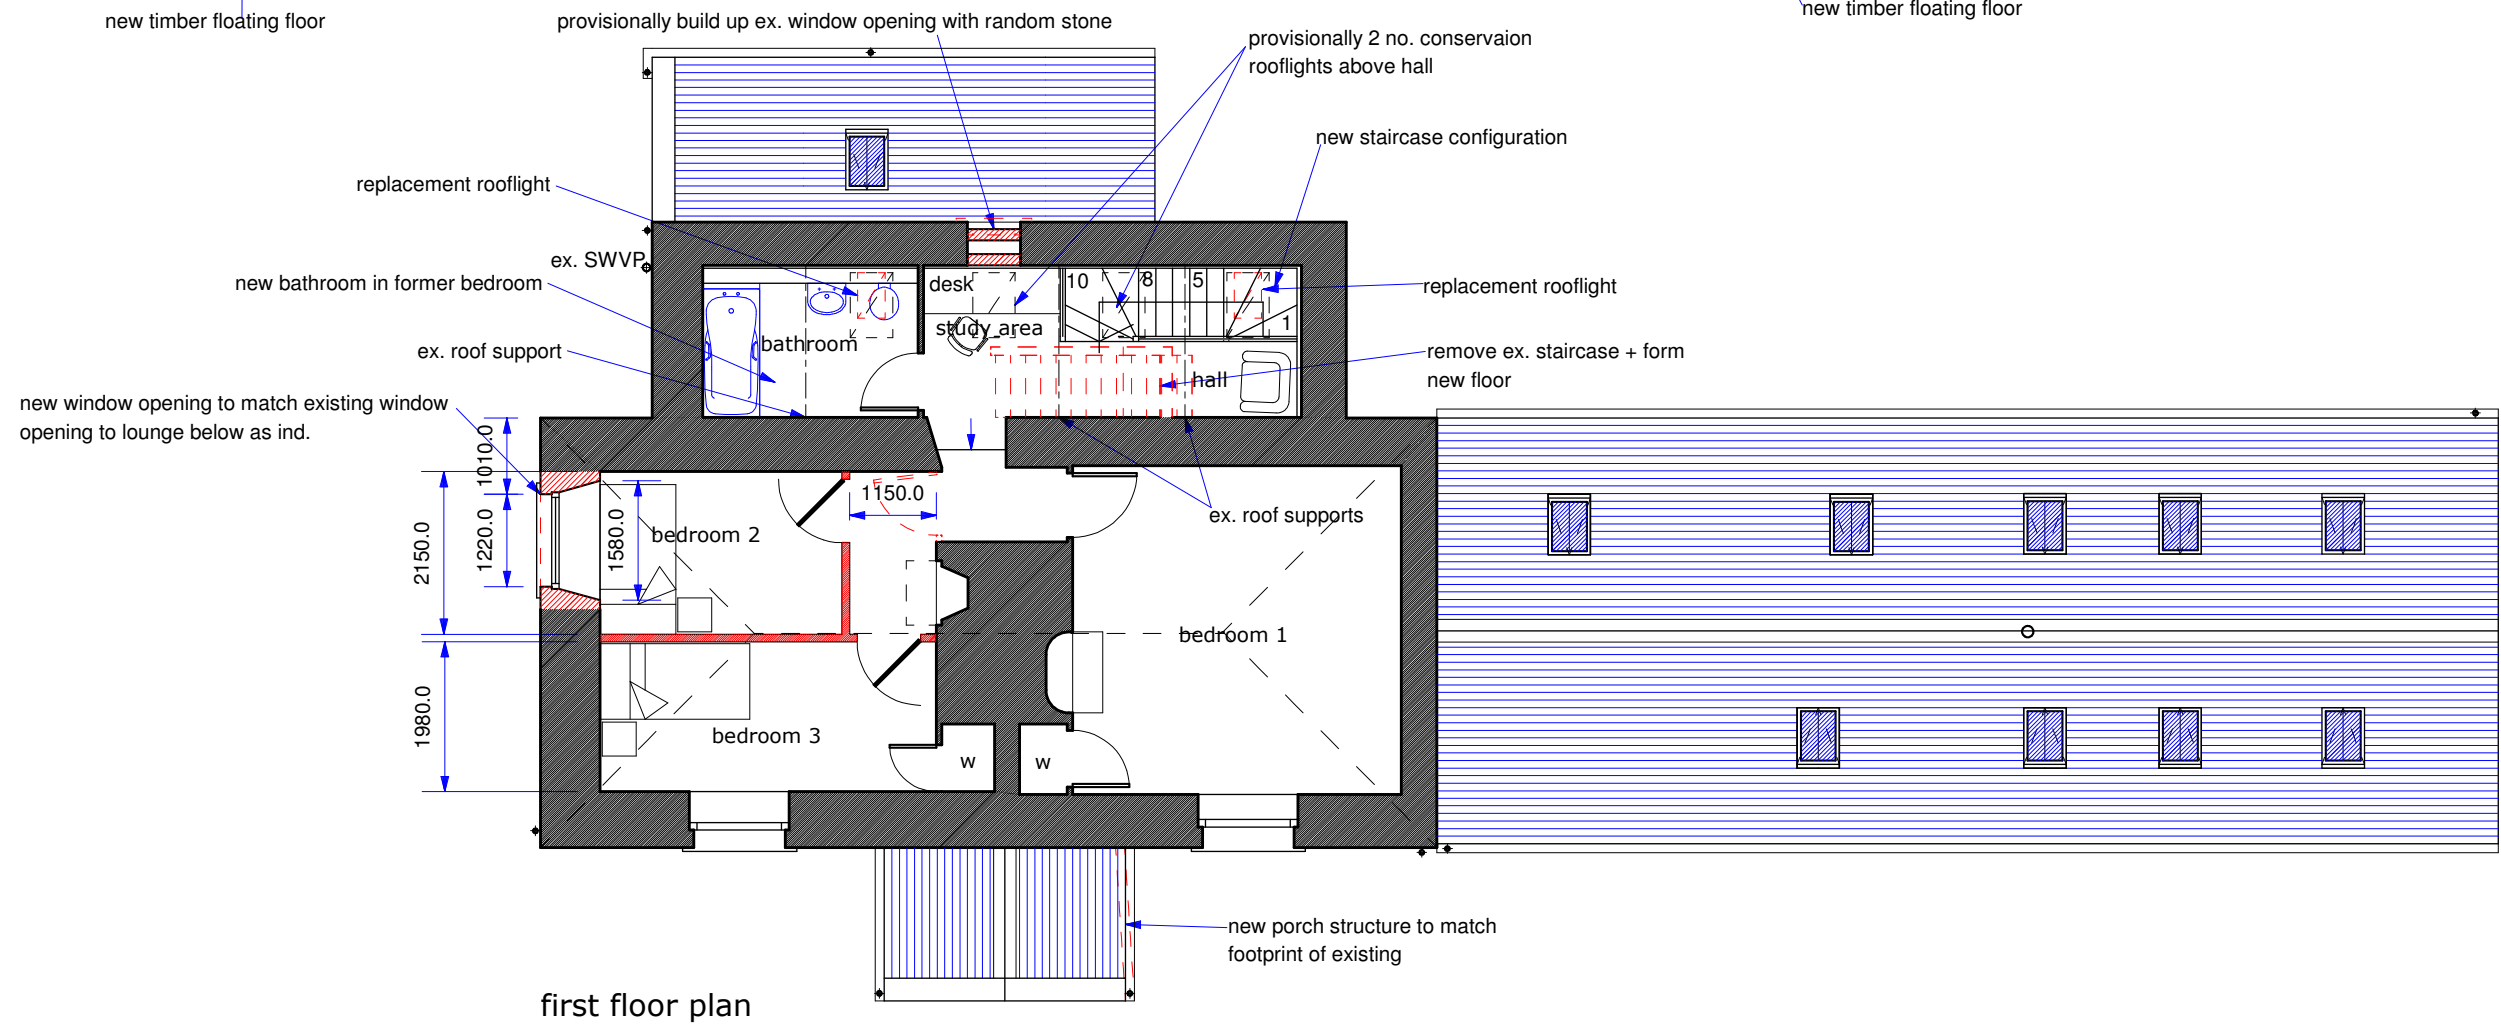 new timber floating floor
provisionally build up ex. window opening with random stone
new timber floating floor
provisionally 2 no. conservaion
rooflights above hall
new staircase configuration
replacement rooflight
ex. SWVP
new bathroom in former bedroom
desk
10
8
5
1
replacement rooflight
study area
bathroom
ex. roof support
hall
remove ex. staircase + form
new floor
new window opening to match existing window
opening to lounge below as ind.
1010.0
1150.0
2150.0
1220.0
1580.0
bedroom 2
ex. roof supports
bedroom 1
1980.0
bedroom 3
w
w
new porch structure to match
footprint of existing
first floor plan